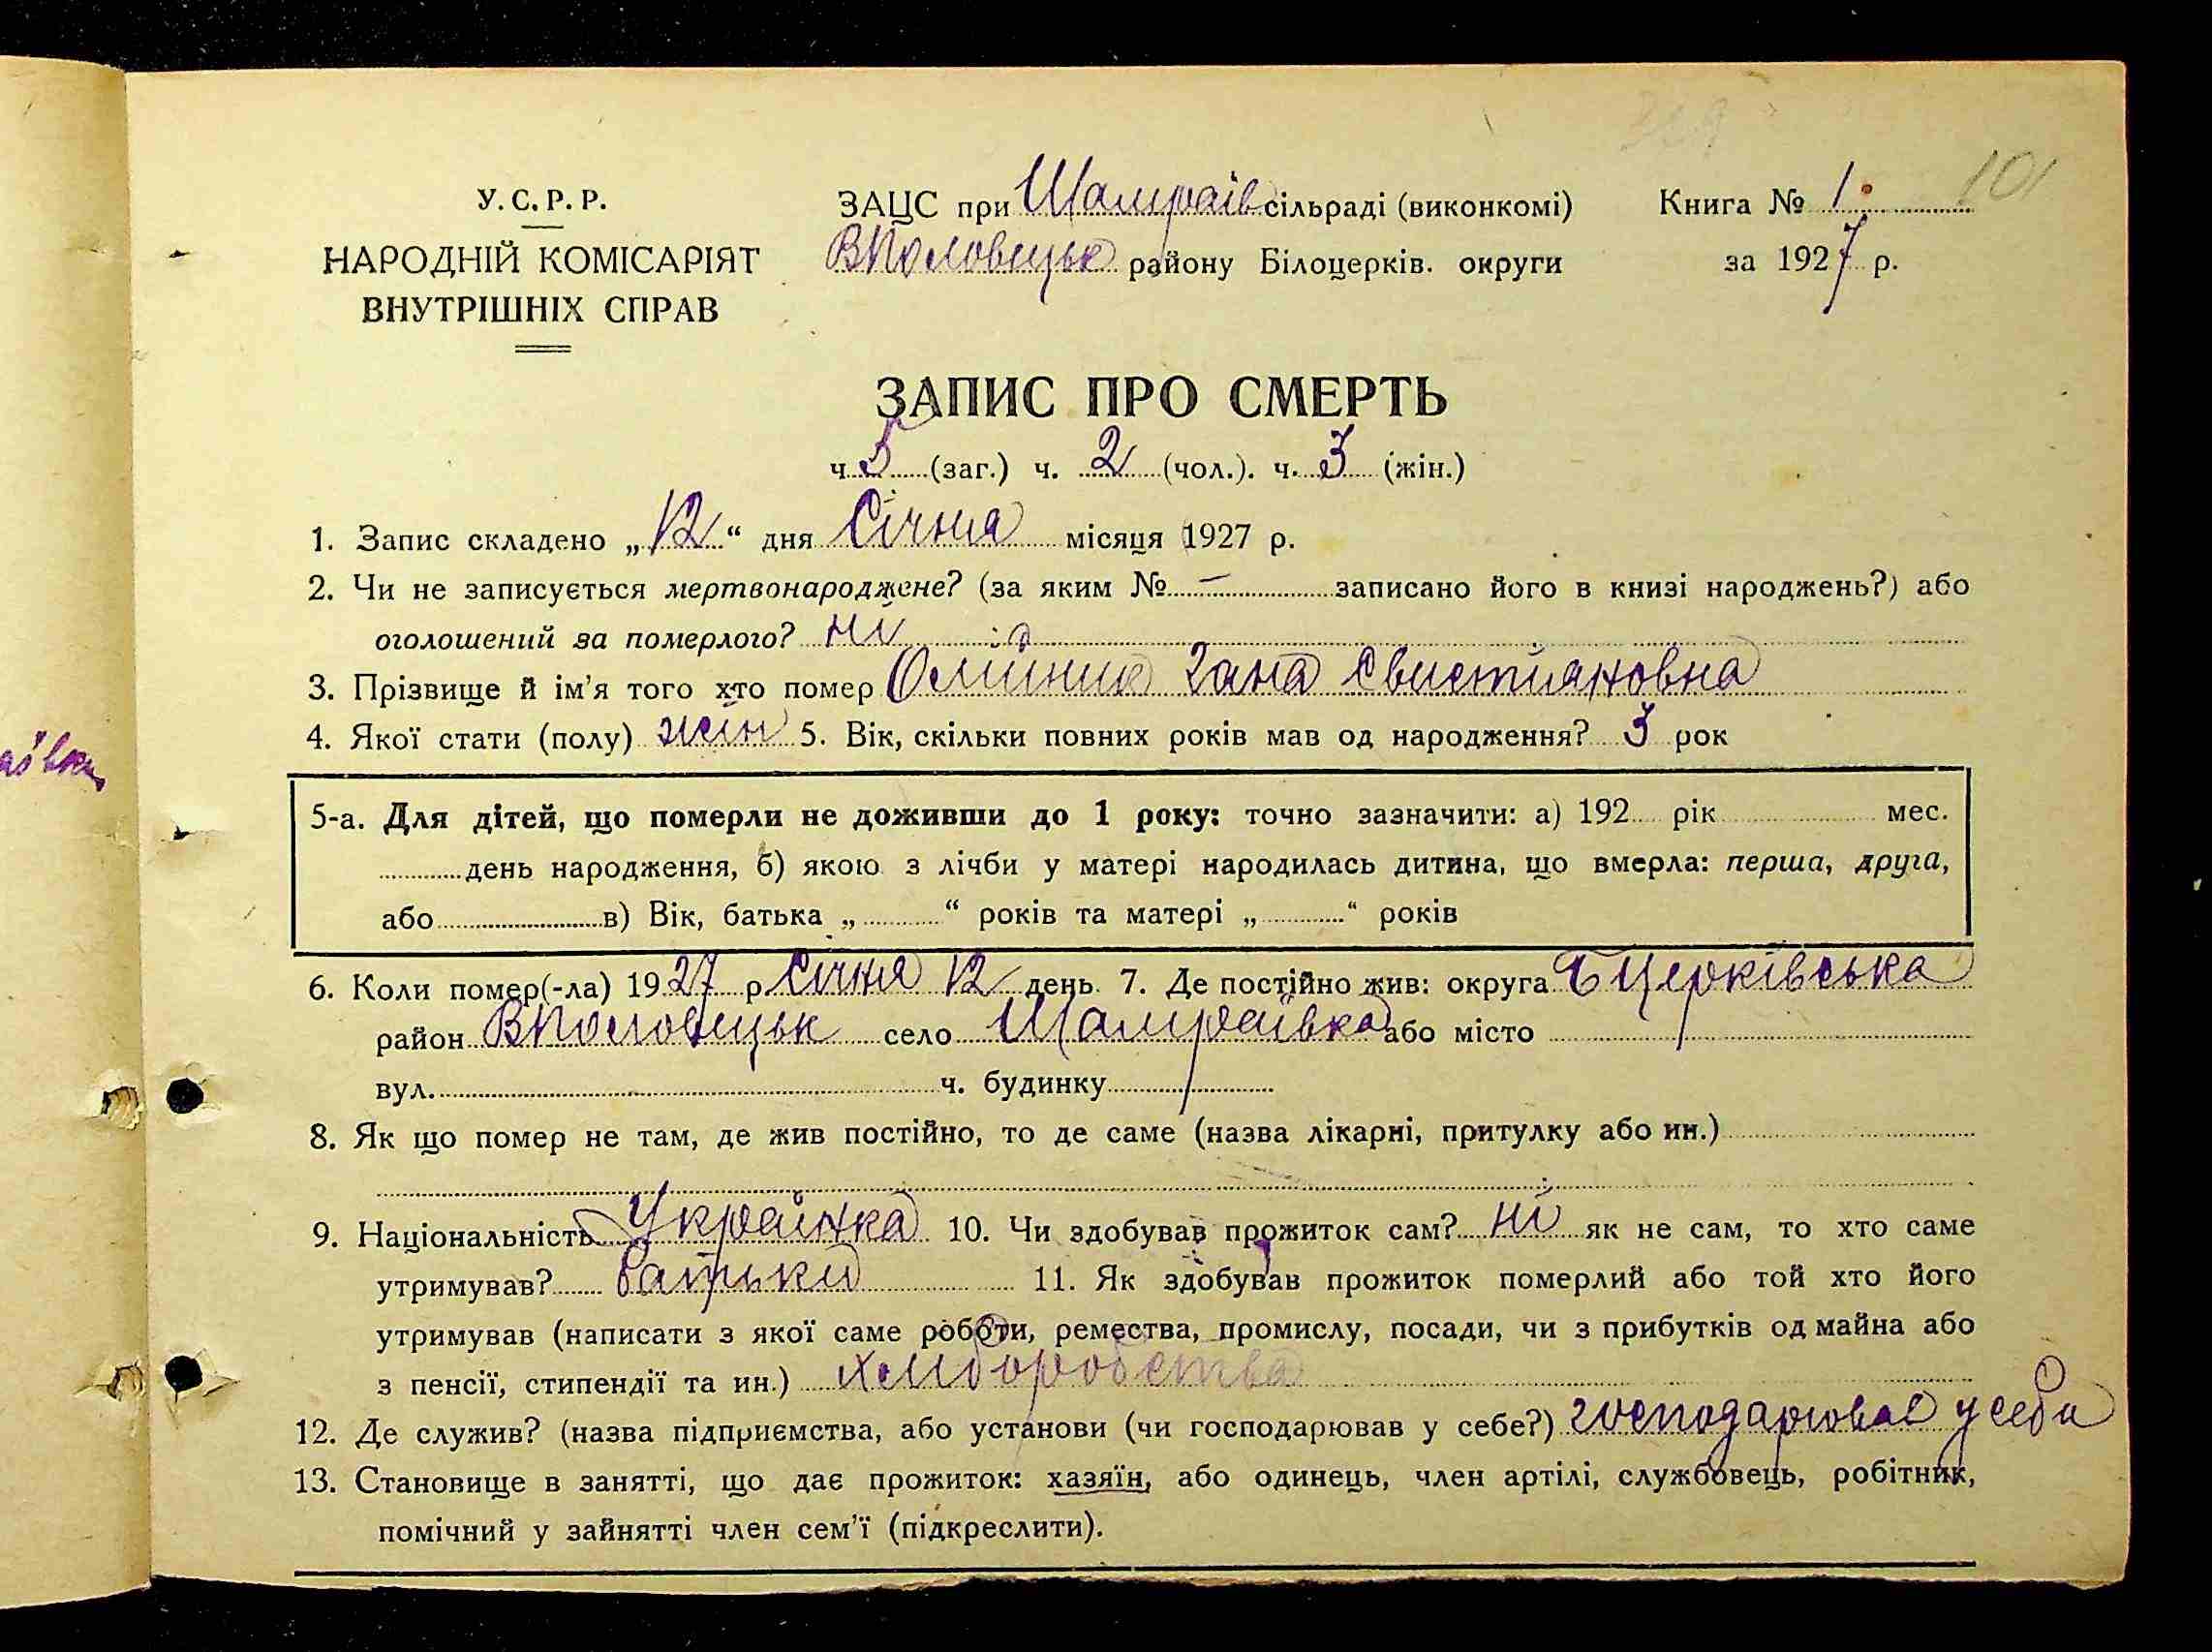 101
У. С. Р. Р.
НАРОДНІЙ КОМІСАРІЯТ
ВНУТРІШНІХ СПРАВ
ЗАЦС при Шамраїв сільраді (виконкомі)
ВПоловецьк району Білоцерків. округи
Книга № 1.
за 1927 р.
ЗАПИС ПРО СМЕРТЬ
ч. 5 (заг.) ч. 2 (чол.). ч. 3 (жін.)
1. Запис складено „12“ дня Січня місяця 1927 р.
2. Чи не записується мертвонароджене? (за яким № — записано його в книзі народжень?) або
оголошений за померлого? ні
3. Прізвище й ім'я того хто помер Олійник Гана
4. Якої стати (полу) жін 5. Вік, скільки повних років мав од народження? 3 рок
5-а. Для дітей, що померли не доживши до 1 року: точно зазначити: а) 192 рік мес.
день народження, б) якою з лічби у матері народилась дитина, що вмерла: перша, друга,
або в) Вік, батька „ “ років та матері „ “ років
6. Коли помер(-ла) 1927 р Січня 12 день. 7. Де постійно жив: округа БЦерківська
район ВПоловецьк село Шамраївка або місто
вул. ч. будинку
8. Як що помер не там, де жив постійно, то де саме (назва лікарні, притулку або ин.)
9. Національність Українка 10. Чи здобував прожиток сам? ні як не сам, то хто саме
утримував? батьки 11. Як здобував прожиток померлий або той хто його
утримував (написати з якої саме роботи, ремества, промислу, посади, чи з прибутків од майна або
з пенсії, стипендії та ин.) хліборобства
12. Де служив? (назва підприємства, або установи (чи господарював у себе?) господарював у себи
13. Становище в занятті, що дає прожиток: хазяїн, або одинець, член артілі, службовець, робітник,
помічний у зайнятті член сем'ї (підкреслити).